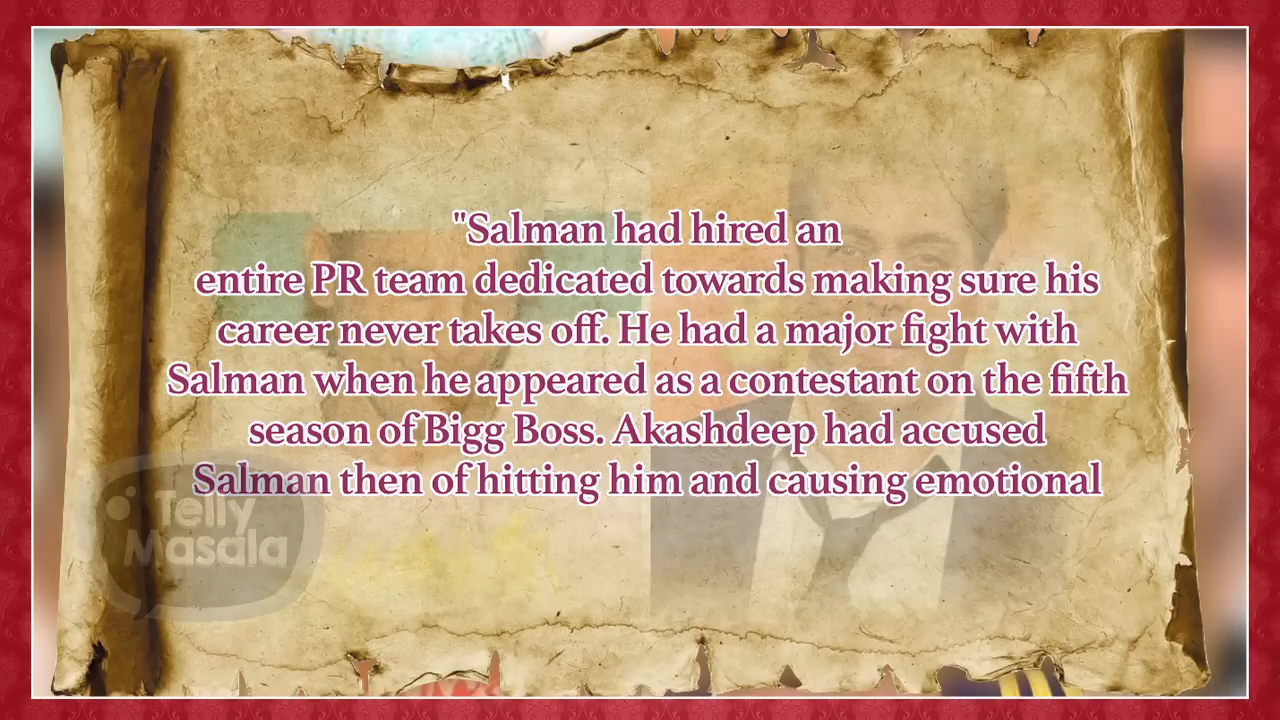 "Salman had hired an
entire PR team dedicated towards making sure his
career never takes off. He had a major fight with
Salman when he appeared as a contestant on the fifth
season of Bigg Boss. Akashdeep had accused
Salman then of hitting him and causing emotional
Telly
Masala